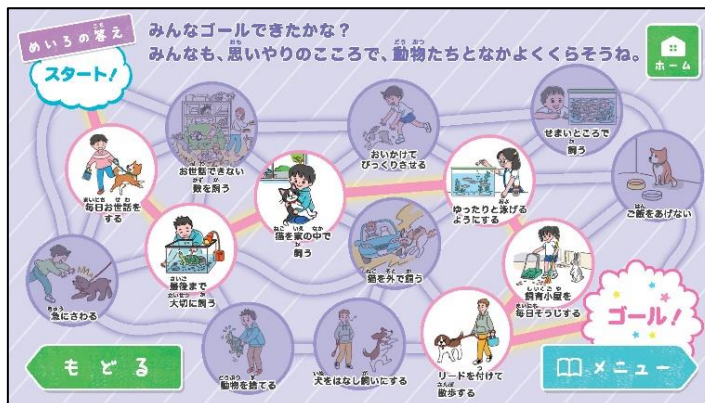 めいろの答え
スタート!
みんなゴールできたかな?
みんなも、思いやりのこころで、動物たちとなかよくくらそうね。
ホーム
毎日お世話を
する
お世話できない
数を飼う
おいかけて
びっくりさせる
せまいところで
飼う
猫を家の中で
飼う
ゆったりと泳げる
ようにする
ご飯をあげない
急にさわる
最後まで
大切に飼う
猫を外で飼う
飼育小屋を
毎日そうじする
ゴール!
動物を捨てる
犬をはなし飼いにする
リードを付けて
散歩する
もどる
メニュー